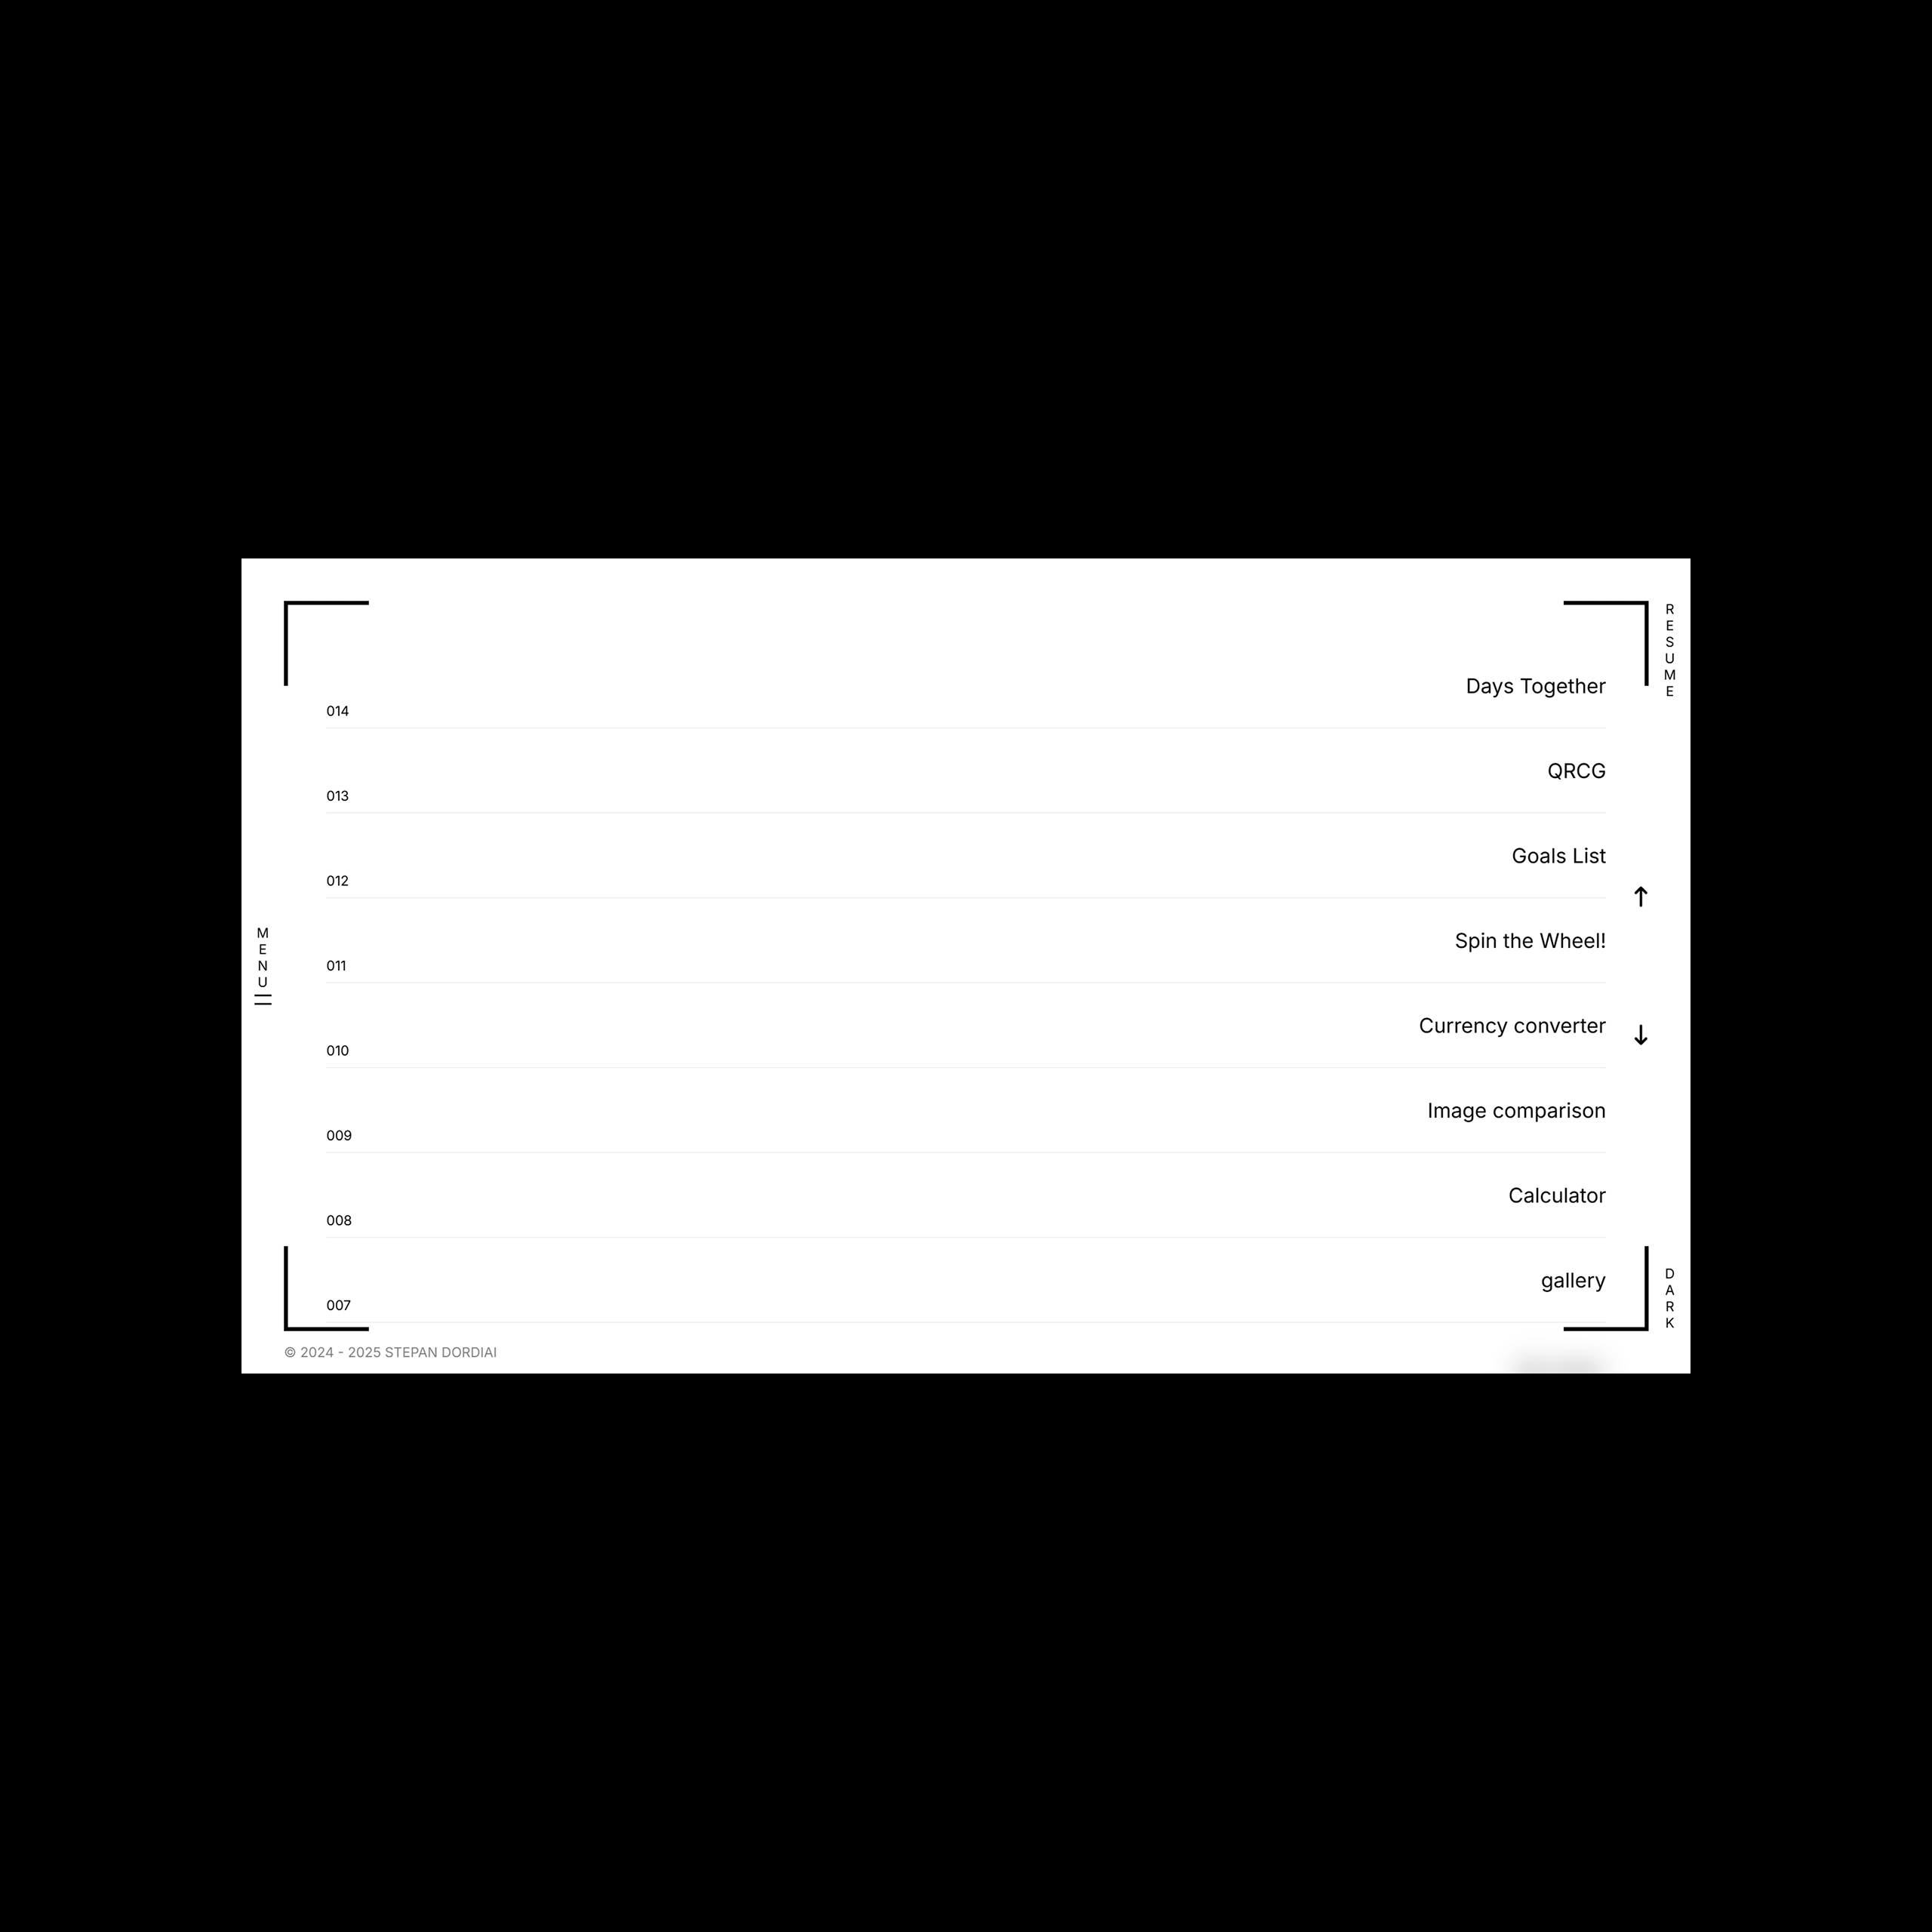 RESUME
Days Together
014
QRCG
013
Goals List
012
Spin the Wheel!
011
MENU
Currency converter
010
Image comparison
009
Calculator
008
gallery
007
DARK
© 2024 - 2025 STEPAN DORDIAI